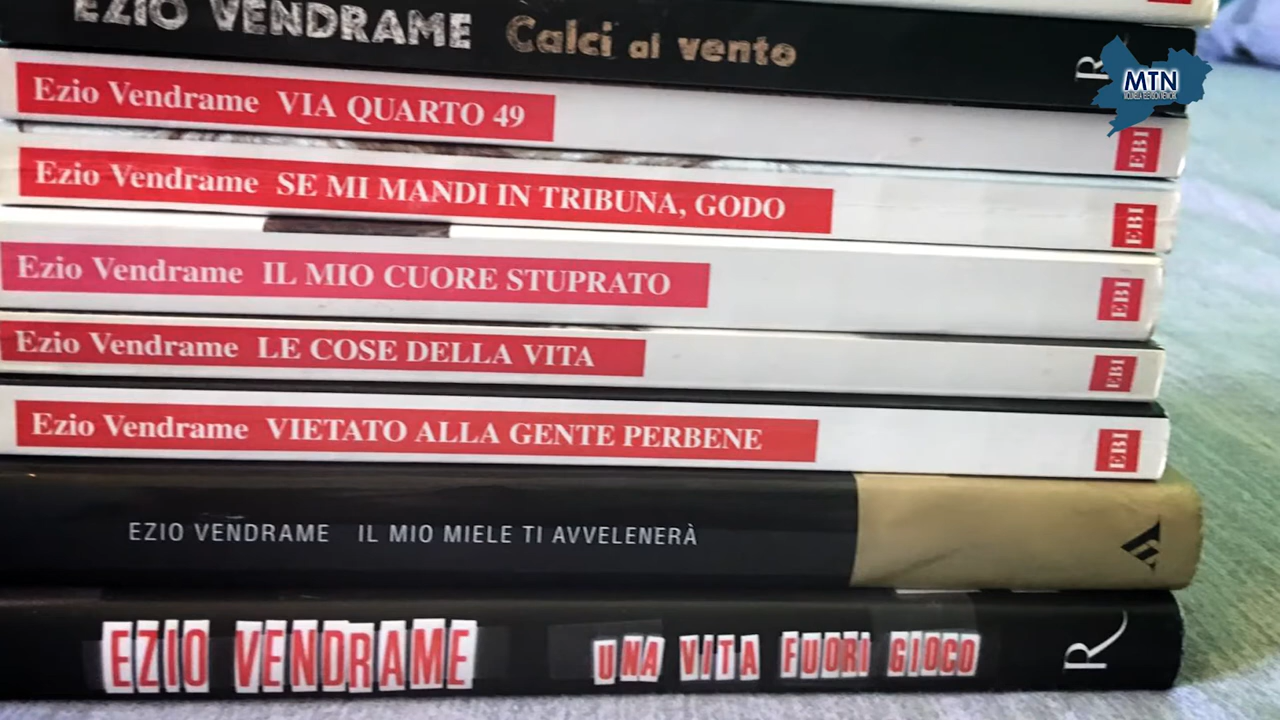 EZIO VENDRAME Calci al vento R
MTN
Ezio Vendrame VIA QUARTO 49 EBI
Ezio Vendrame SE MI MANDI IN TRIBUNA, GODO EBI
Ezio Vendrame IL MIO CUORE STUPRATO EBI
Ezio Vendrame LE COSE DELLA VITA EBI
Ezio Vendrame VIETATO ALLA GENTE PERBENE EBI
EZIO VENDRAME IL MIO MIELE TI AVVELENERÀ
EZIO VENDRAME UNA VITA FUORI GIOCO R